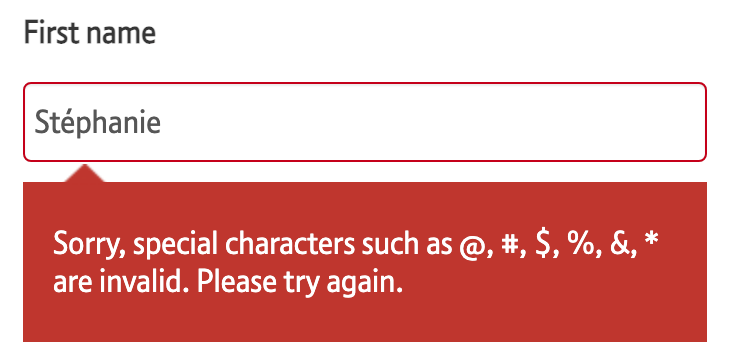 First name
Stéphanie
Sorry, special characters such as @, #, $, %, &, *
are invalid. Please try again.